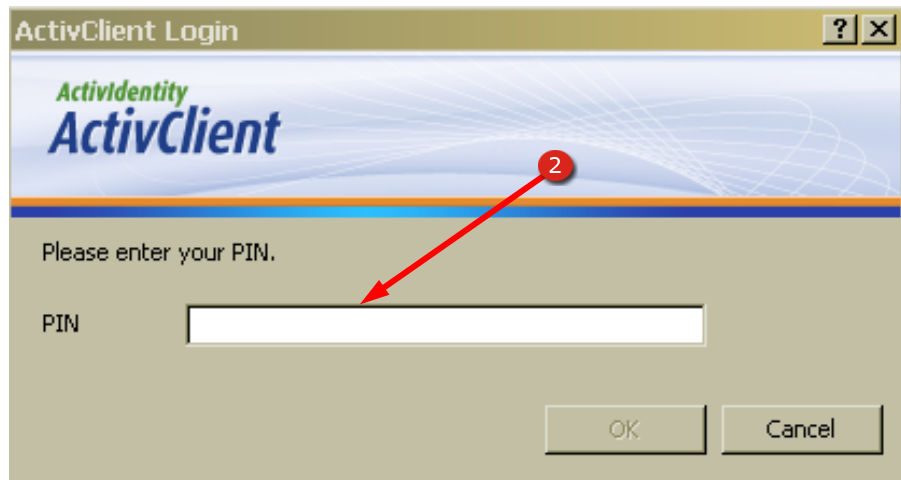 ActivClient Login
ActivIdentity
ActivClient
2
Please enter your PIN.
PIN
OK
Cancel